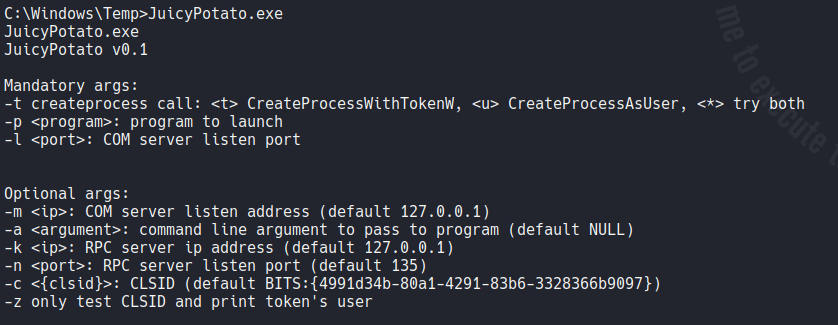 C:\Windows\Temp>JuicyPotato.exe
JuicyPotato.exe
JuicyPotato v0.1
Mandatory args:
-t createprocess call: <t> CreateProcessWithTokenW, <u> CreateProcessAsUser, <*> try both
-p <program>: program to launch
-l <port>: COM server listen port
Optional args:
-m <ip>: COM server listen address (default 127.0.0.1)
-a <argument>: command line argument to pass to program (default NULL)
-k <ip>: RPC server ip address (default 127.0.0.1)
-n <port>: RPC server listen port (default 135)
-c <{clsid}>: CLSID (default BITS:{4991d34b-80a1-4291-83b6-3328366b9097})
-z only test CLSID and print token's user
me to execute